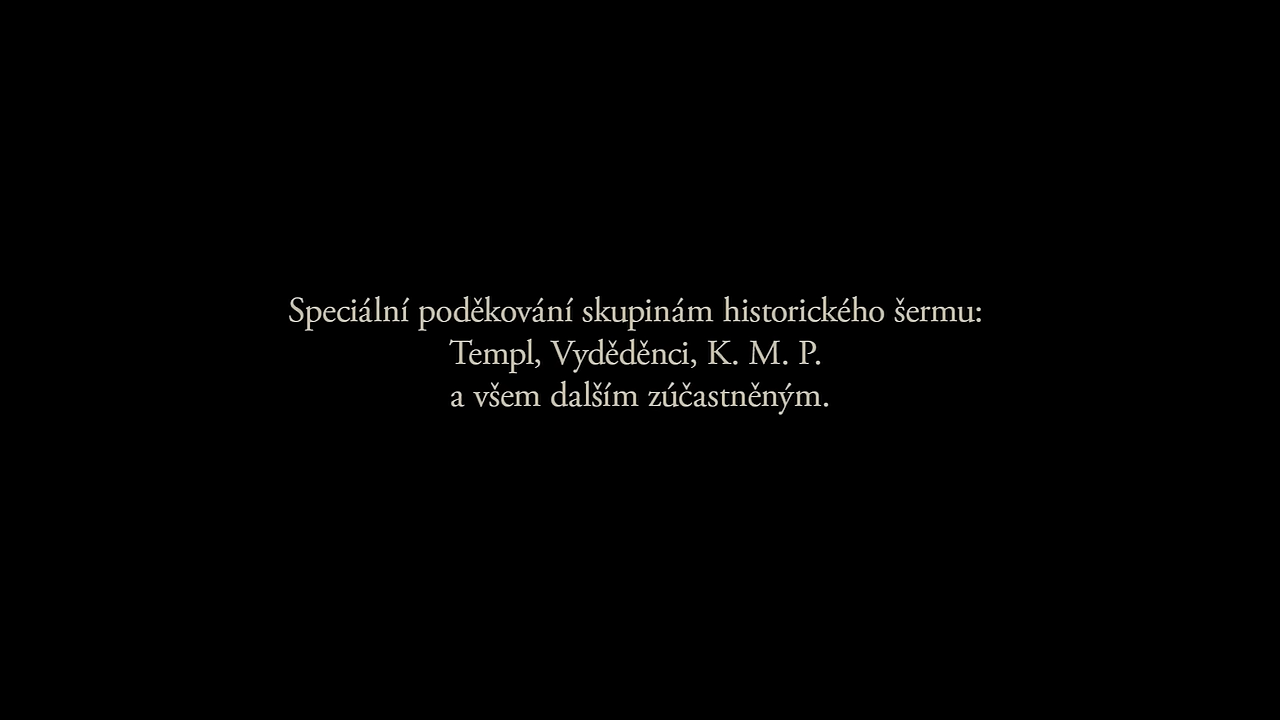 Speciální poděkování skupinám historického šermu:
Templ, Vyděděnci, K. M. P.
a všem dalším zúčastněným.